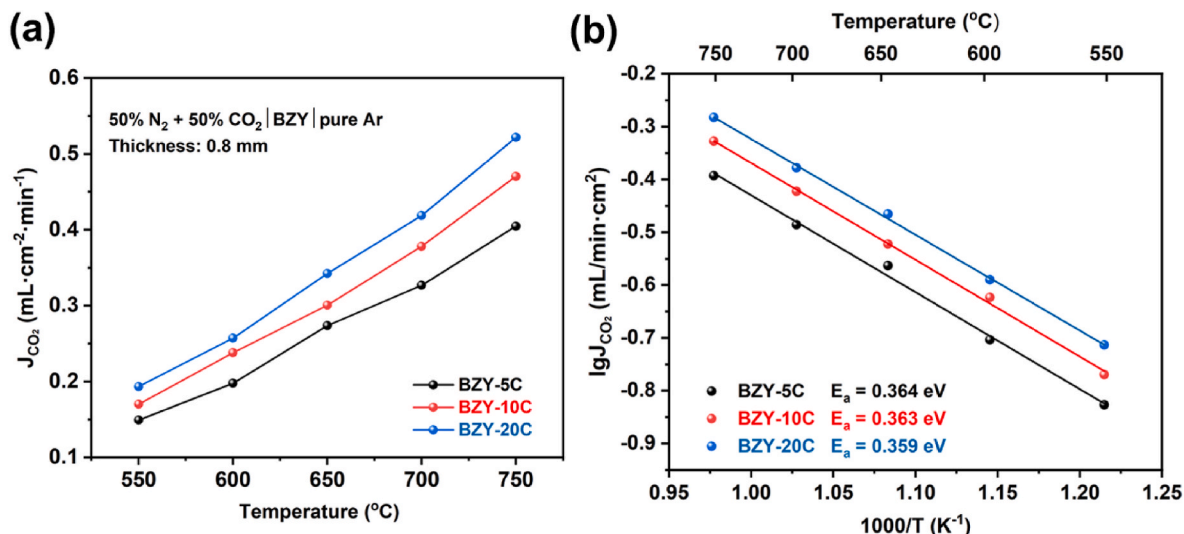 (a)
0.6
0.5
0.4
0.3
0.2
0.1
J_CO₂ (mL·cm⁻²·min⁻¹)
50% N₂ + 50% CO₂|BZY|pure Ar
Thickness: 0.8 mm
BZY-5C
BZY-10C
BZY-20C
550 600 650 700 750
Temperature (°C)
(b)
Temperature (°C)
750 700 650 600 550
-0.2
-0.3
-0.4
-0.5
-0.6
-0.7
-0.8
-0.9
lgJ_CO₂ (mL/min·cm²)
BZY-5C Eₐ = 0.364 eV
BZY-10C Eₐ = 0.363 eV
BZY-20C Eₐ = 0.359 eV
0.95 1.00 1.05 1.10 1.15 1.20 1.25
1000/T (K⁻¹)